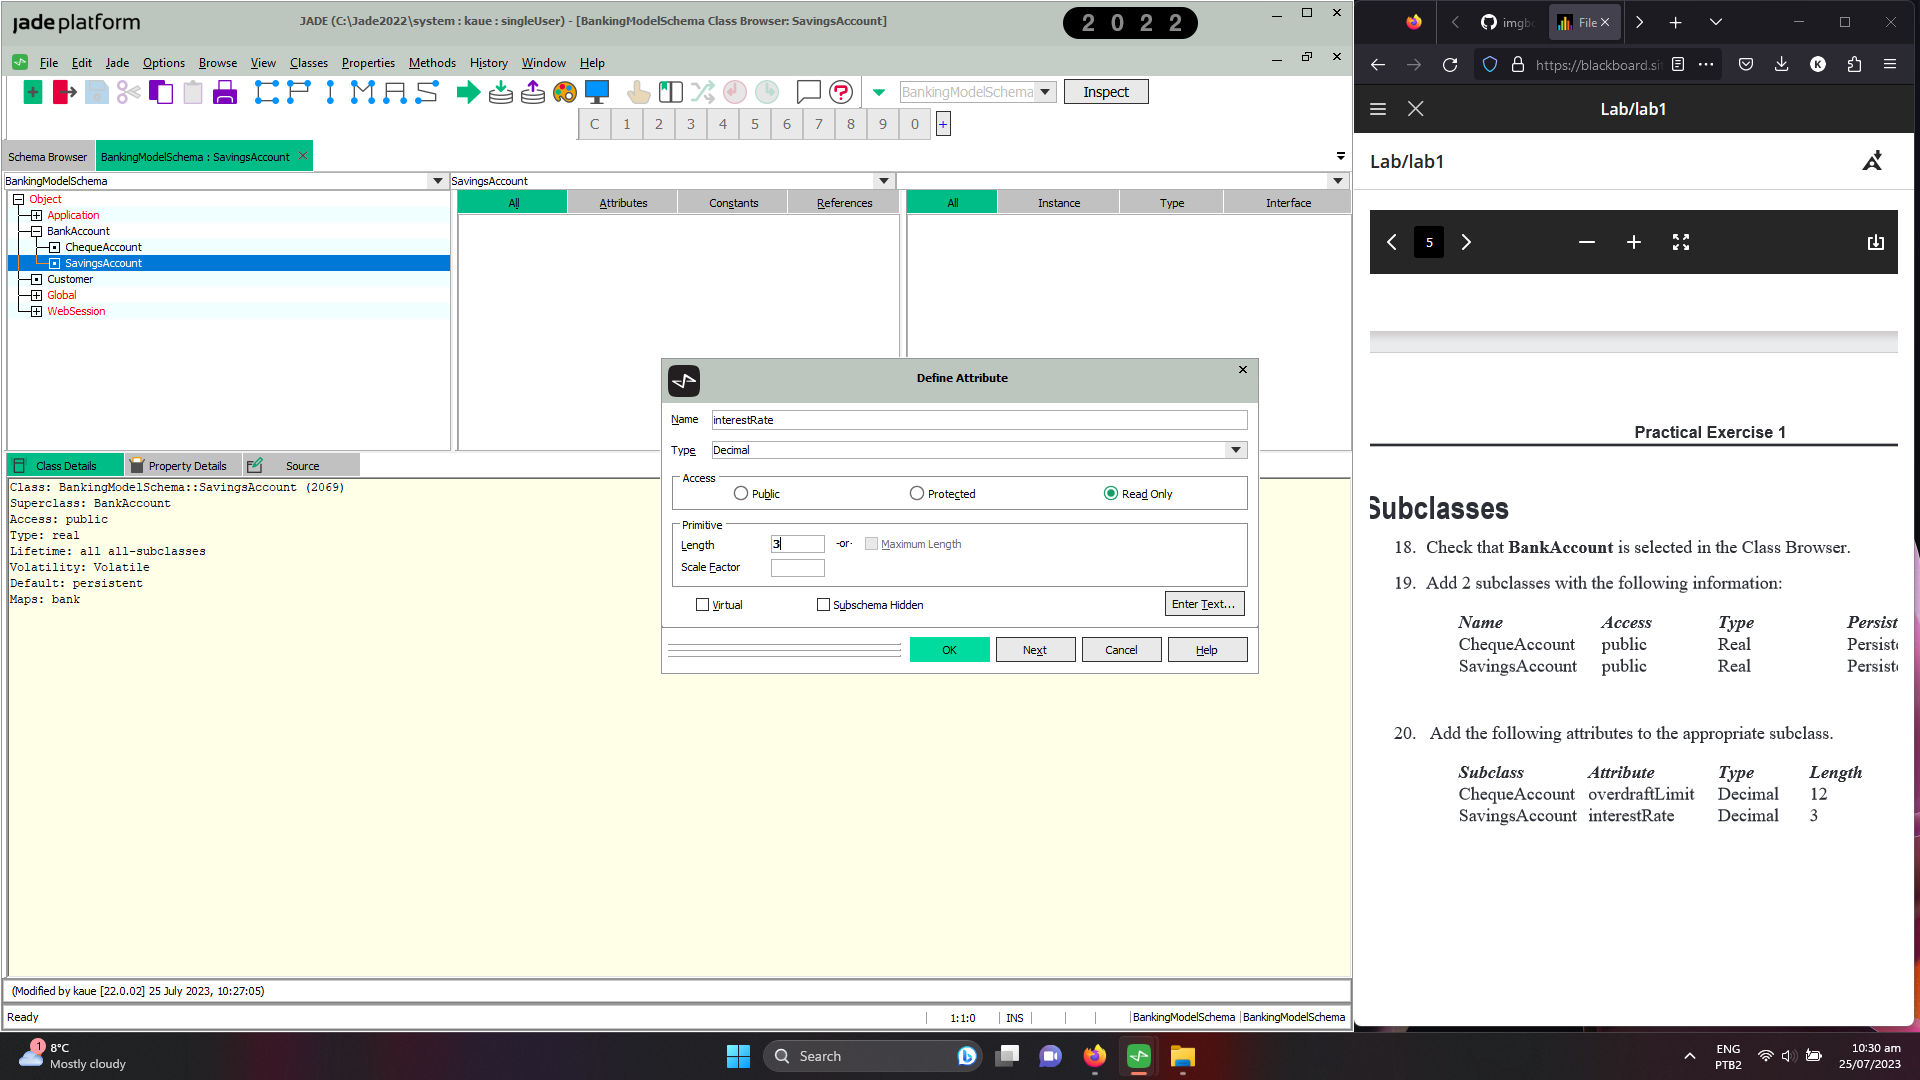 jadeplatform
JADE (C:\Jade2022\system : kaue : singleUser) - [BankingModelSchema Class Browser: SavingsAccount]
2 0 2 2
File Edit Jade Options Browse View Classes Properties Methods History Window Help
BankingModelSchema
Inspect
C 1 2 3 4 5 6 7 8 9 0 +
Schema Browser
BankingModelSchema : SavingsAccount
BankingModelSchema
SavingsAccount
Object
Application
BankAccount
ChequeAccount
SavingsAccount
Customer
Global
WebSession
All Attributes Constants References
All Instance Type Interface
Class Details Property Details Source
Class: BankingModelSchema::SavingsAccount (2069)
Superclass: BankAccount
Access: public
Type: real
Lifetime: all all-subclasses
Volatility: Volatile
Default: persistent
Maps: bank
Define Attribute
Name interestRate
Type Decimal
Access
Public Protected Read Only
Primitive
Length 3 -or- Maximum Length
Scale Factor
Virtual Subschema Hidden Enter Text...
OK Next Cancel Help
(Modified by kaue [22.0.02] 25 July 2023, 10:27:05)
Ready 1:1:0 INS BankingModelSchema BankingModelSchema
imgb
File
https://blackboard.si
Lab/lab1
Lab/lab1
5
Practical Exercise 1
Subclasses
18. Check that BankAccount is selected in the Class Browser.
19. Add 2 subclasses with the following information:
Name Access Type Persist
ChequeAccount public Real Persiste
SavingsAccount public Real Persiste
20. Add the following attributes to the appropriate subclass.
Subclass Attribute Type Length
ChequeAccount overdraftLimit Decimal 12
SavingsAccount interestRate Decimal 3
1
8°C
Mostly cloudy
Search
ENG
PTB2
10:30 am
25/07/2023